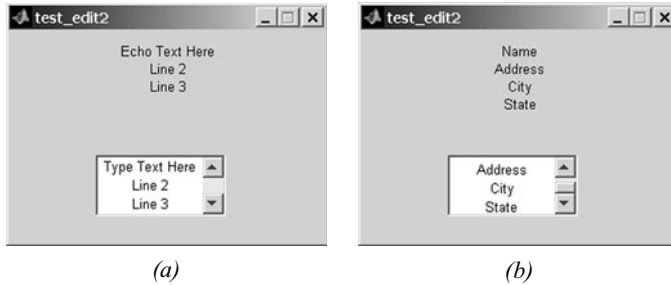 test_edit2
Echo Text Here
Line 2
Line 3
Type Text Here
Line 2
Line 3
(a)
test_edit2
Name
Address
City
State
Address
City
State
(b)